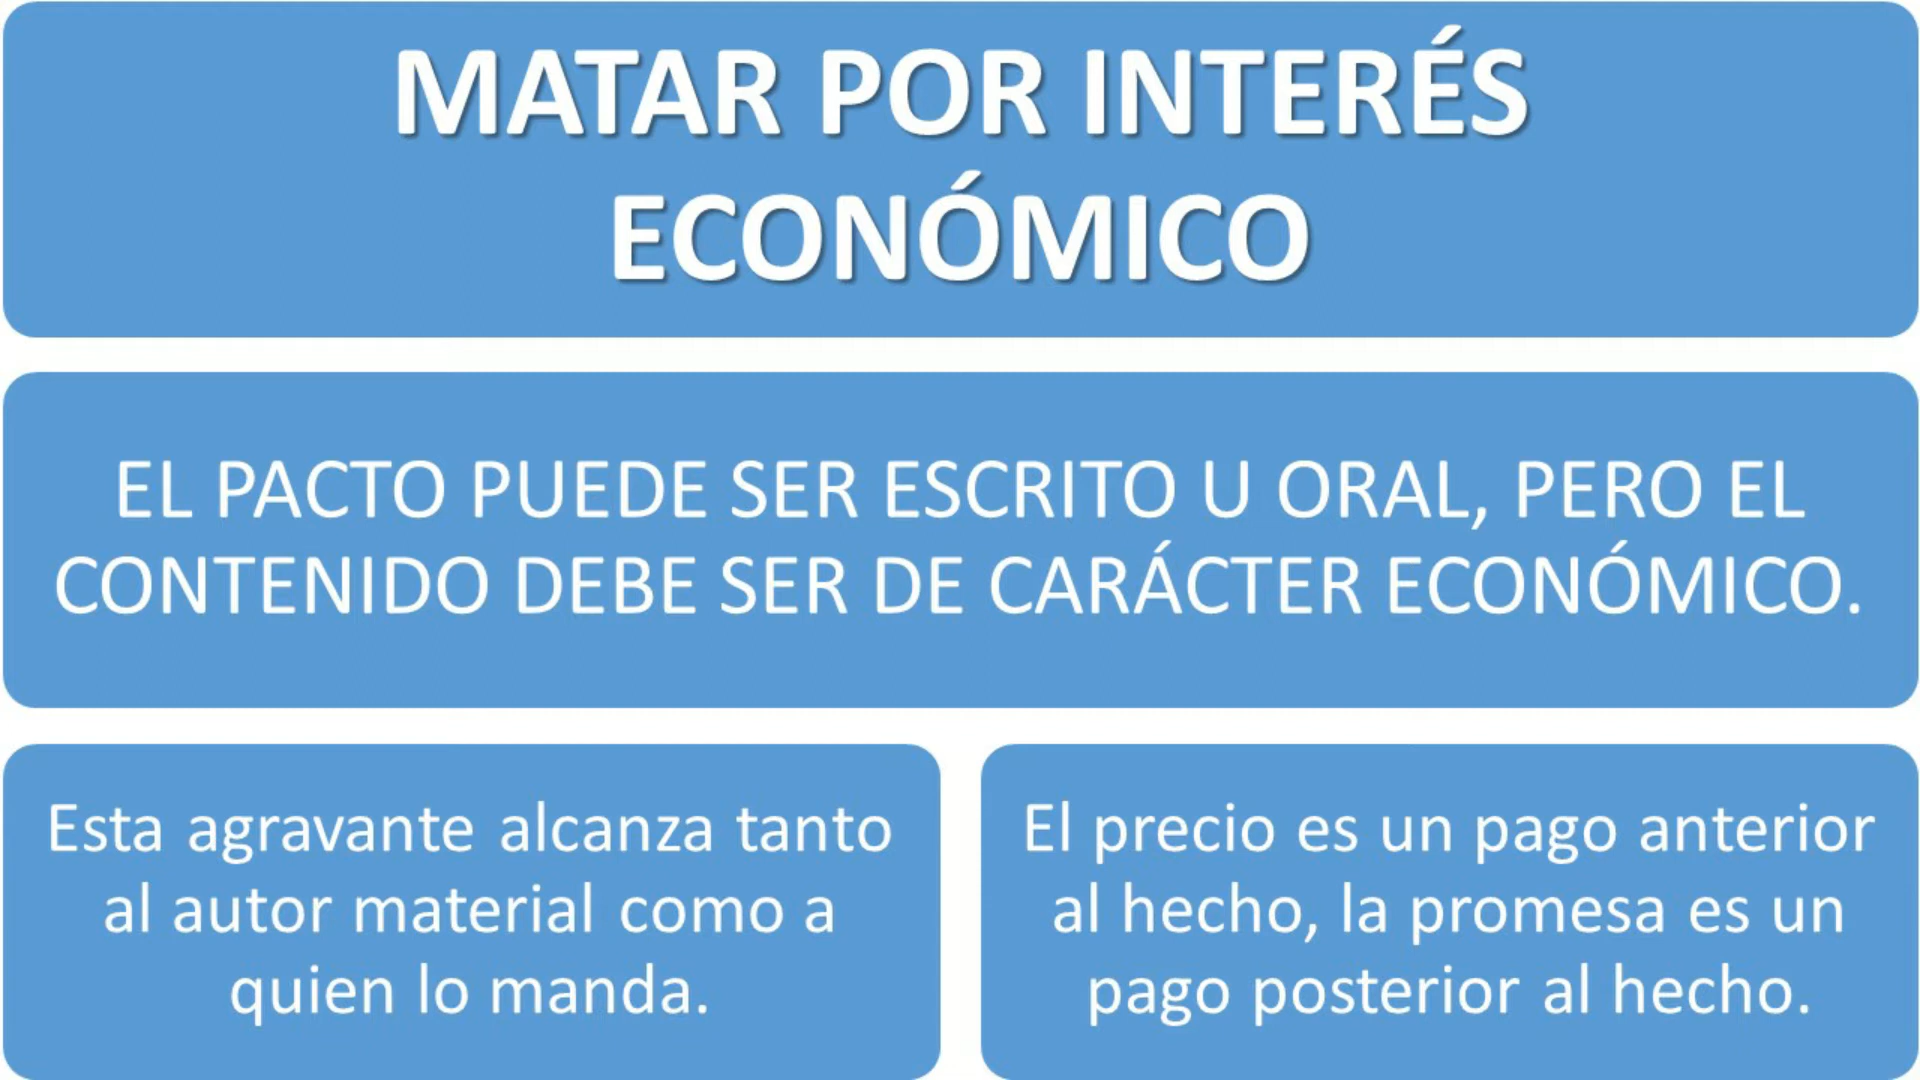 MATAR POR INTERÉS
ECONÓMICO
EL PACTO PUEDE SER ESCRITO U ORAL, PERO EL
CONTENIDO DEBE SER DE CARÁCTER ECONÓMICO.
Esta agravante alcanza tanto
al autor material como a
quien lo manda.
El precio es un pago anterior
al hecho, la promesa es un
pago posterior al hecho.